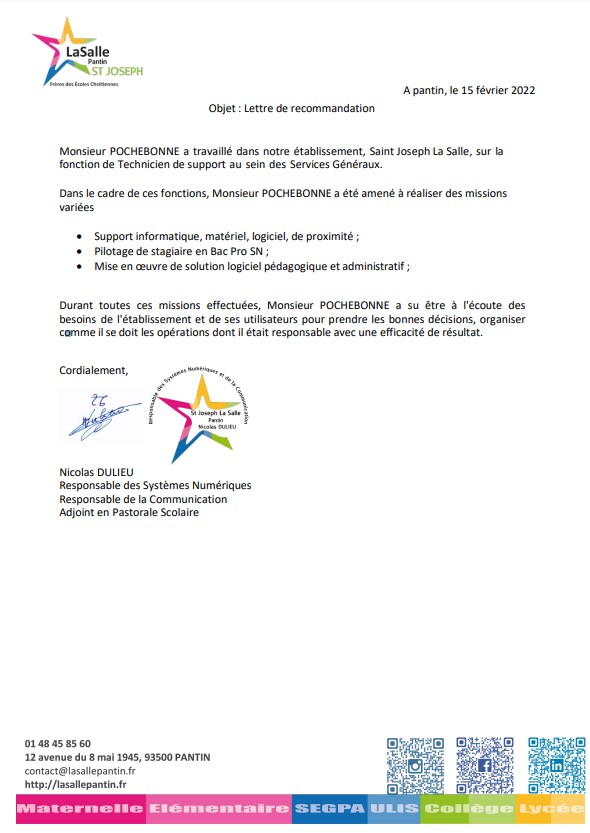 LaSalle
Pantin
ST JOSEPH
Frères des Écoles Chrétiennes
A pantin, le 15 février 2022
Objet : Lettre de recommandation
Monsieur POCHEBONNE a travaillé dans notre établissement, Saint Joseph La Salle, sur la
fonction de Technicien de support au sein des Services Généraux.
Dans le cadre de ces fonctions, Monsieur POCHEBONNE a été amené à réaliser des missions
variées
• Support informatique, matériel, logiciel, de proximité ;
• Pilotage de stagiaire en Bac Pro SN ;
• Mise en œuvre de solution logiciel pédagogique et administratif ;
Durant toutes ces missions effectuées, Monsieur POCHEBONNE a su être à l'écoute des
besoins de l'établissement et de ses utilisateurs pour prendre les bonnes décisions, organiser
comme il se doit les opérations dont il était responsable avec une efficacité de résultat.
Cordialement,
Responsable des Systèmes Numériques et de la Communication
St Joseph La Salle
Pantin
Nicolas DULIEU
Nicolas DULIEU
Responsable des Systèmes Numériques
Responsable de la Communication
Adjoint en Pastorale Scolaire
01 48 45 85 60
12 avenue du 8 mai 1945, 93500 PANTIN
contact@lasallepantin.fr
http://lasallepantin.fr
Maternelle Elémentaire SEGPA ULIS Collège Lycée